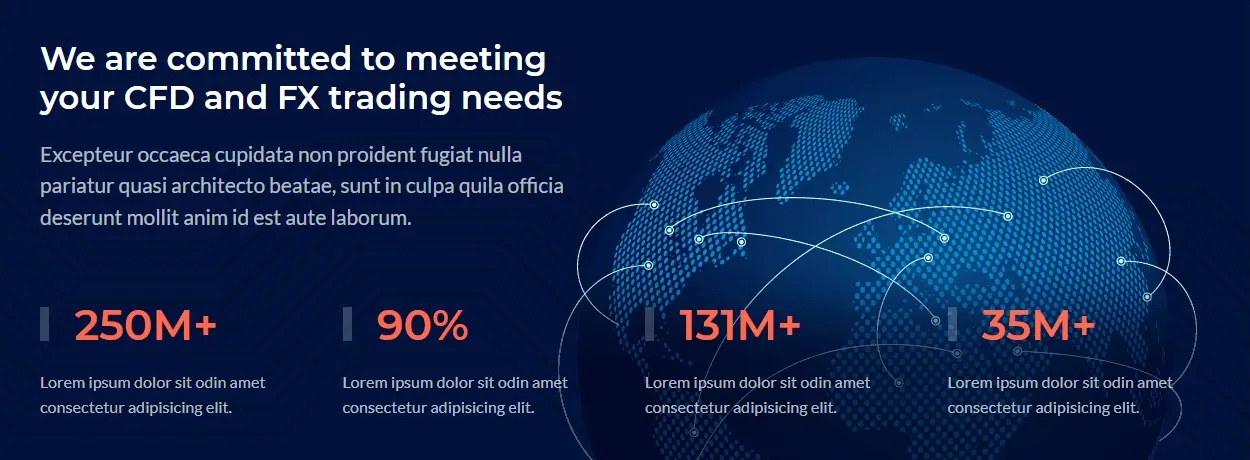 We are committed to meeting
your CFD and FX trading needs
Excepteur occaeca cupidata non proident fugiat nulla
pariatur quasi architecto beatae, sunt in culpa quila officia
deserunt mollit anim id est aute laborum.
250M+
Lorem ipsum dolor sit odin amet
consectetur adipisicing elit.
90%
Lorem ipsum dolor sit odin amet
consectetur adipisicing elit.
131M+
Lorem ipsum dolor sit odin amet
consectetur adipisicing elit.
35M+
Lorem ipsum dolor sit odin amet
consectetur adipisicing elit.